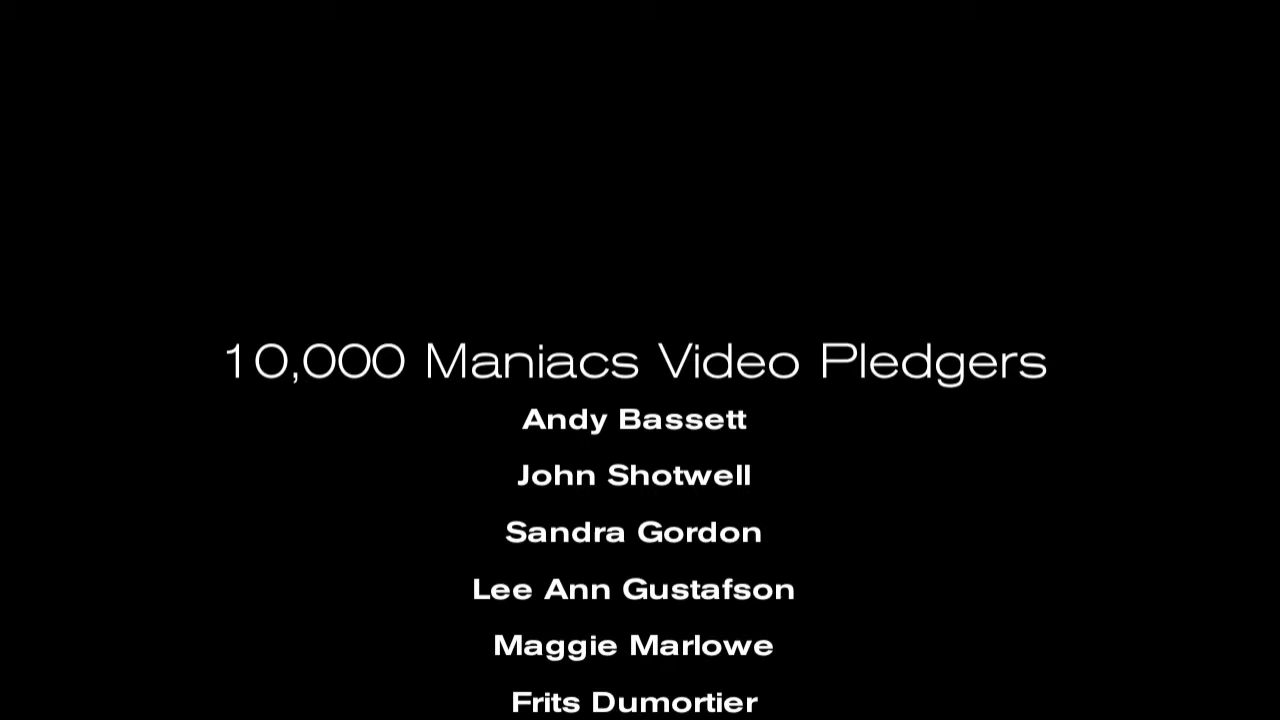 10,000 Maniacs Video Pledgers
Andy Bassett
John Shotwell
Sandra Gordon
Lee Ann Gustafson
Maggie Marlowe
Frits Dumortier